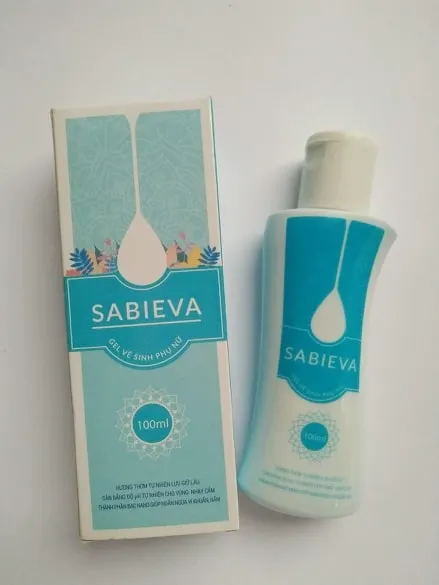 SABIEVA
GEL VỆ SINH PHỤ NỮ
100ml
HƯƠNG THƠM TỰ NHIÊN LƯU GIỮ LÂU
CÂN BẰNG ĐỘ pH TỰ NHIÊN CHO VÙNG NHẠY CẢM
THÀNH PHẦN BẠC NANO GIÚP NGĂN NGỪA VI KHUẨN, NẤM
SABIEVA
GEL VỆ SINH PHỤ NỮ
100ml